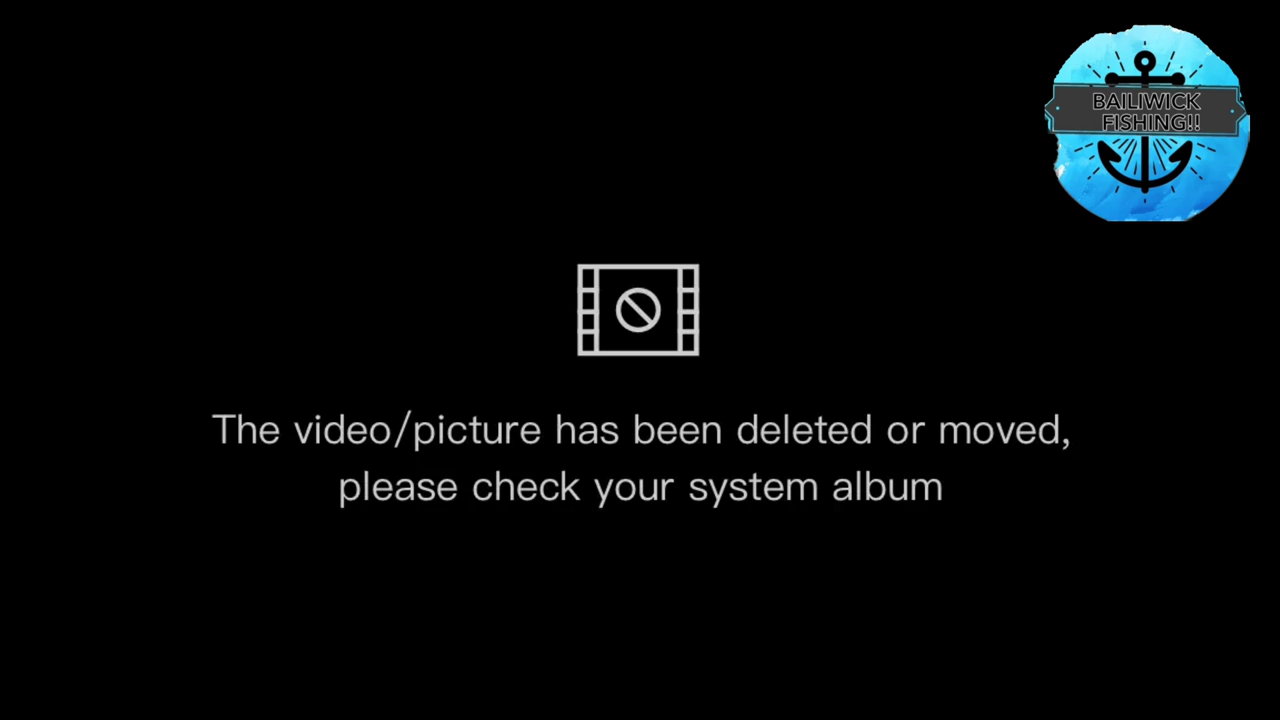 BAILIWICK
FISHING!!
The video/picture has been deleted or moved,
please check your system album